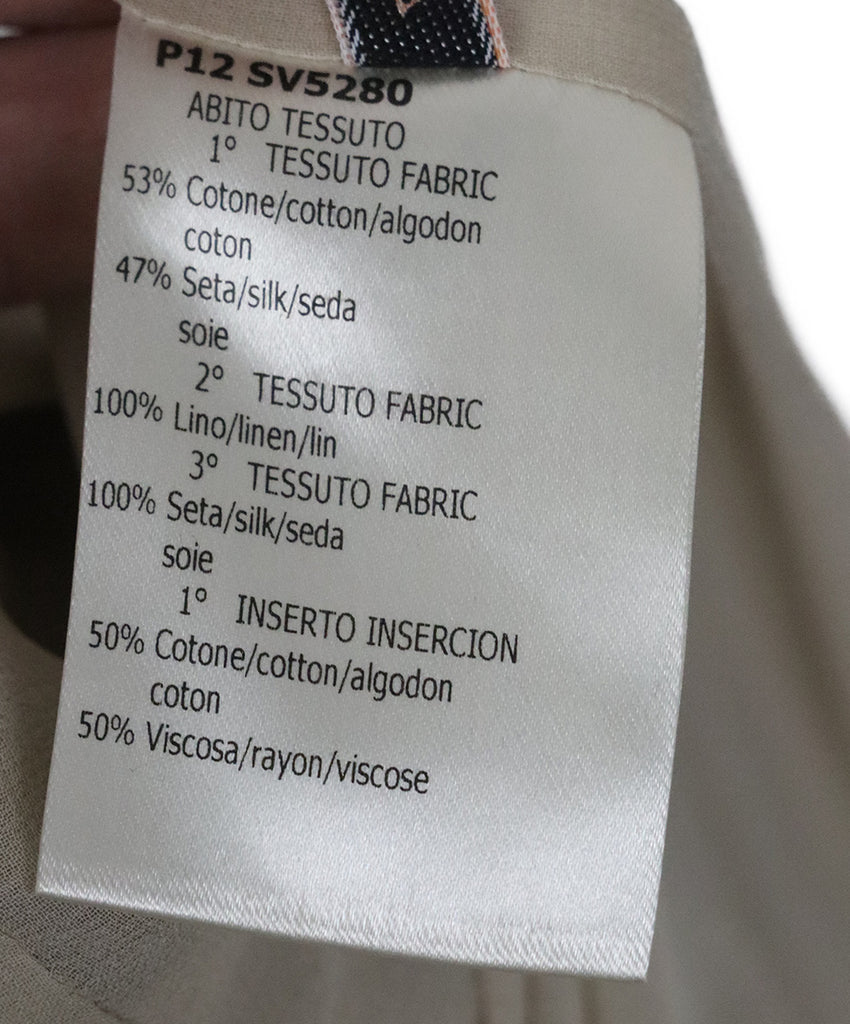 P12 SV5280
ABITO TESSUTO
1° TESSUTO FABRIC
53% Cotone/cotton/algodon
coton
47% Seta/silk/seda
soie
2° TESSUTO FABRIC
100% Lino/linen/lin
3° TESSUTO FABRIC
100% Seta/silk/seda
soie
1° INSERTO INSERCION
50% Cotone/cotton/algodon
coton
50% Viscosa/rayon/viscose